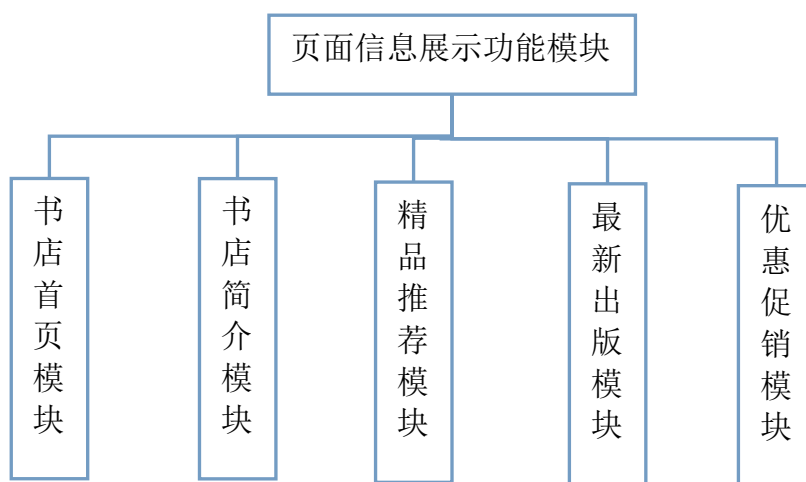 页面信息展示功能模块
书店首页模块
书店简介模块
精品推荐模块
最新出版模块
优惠促销模块